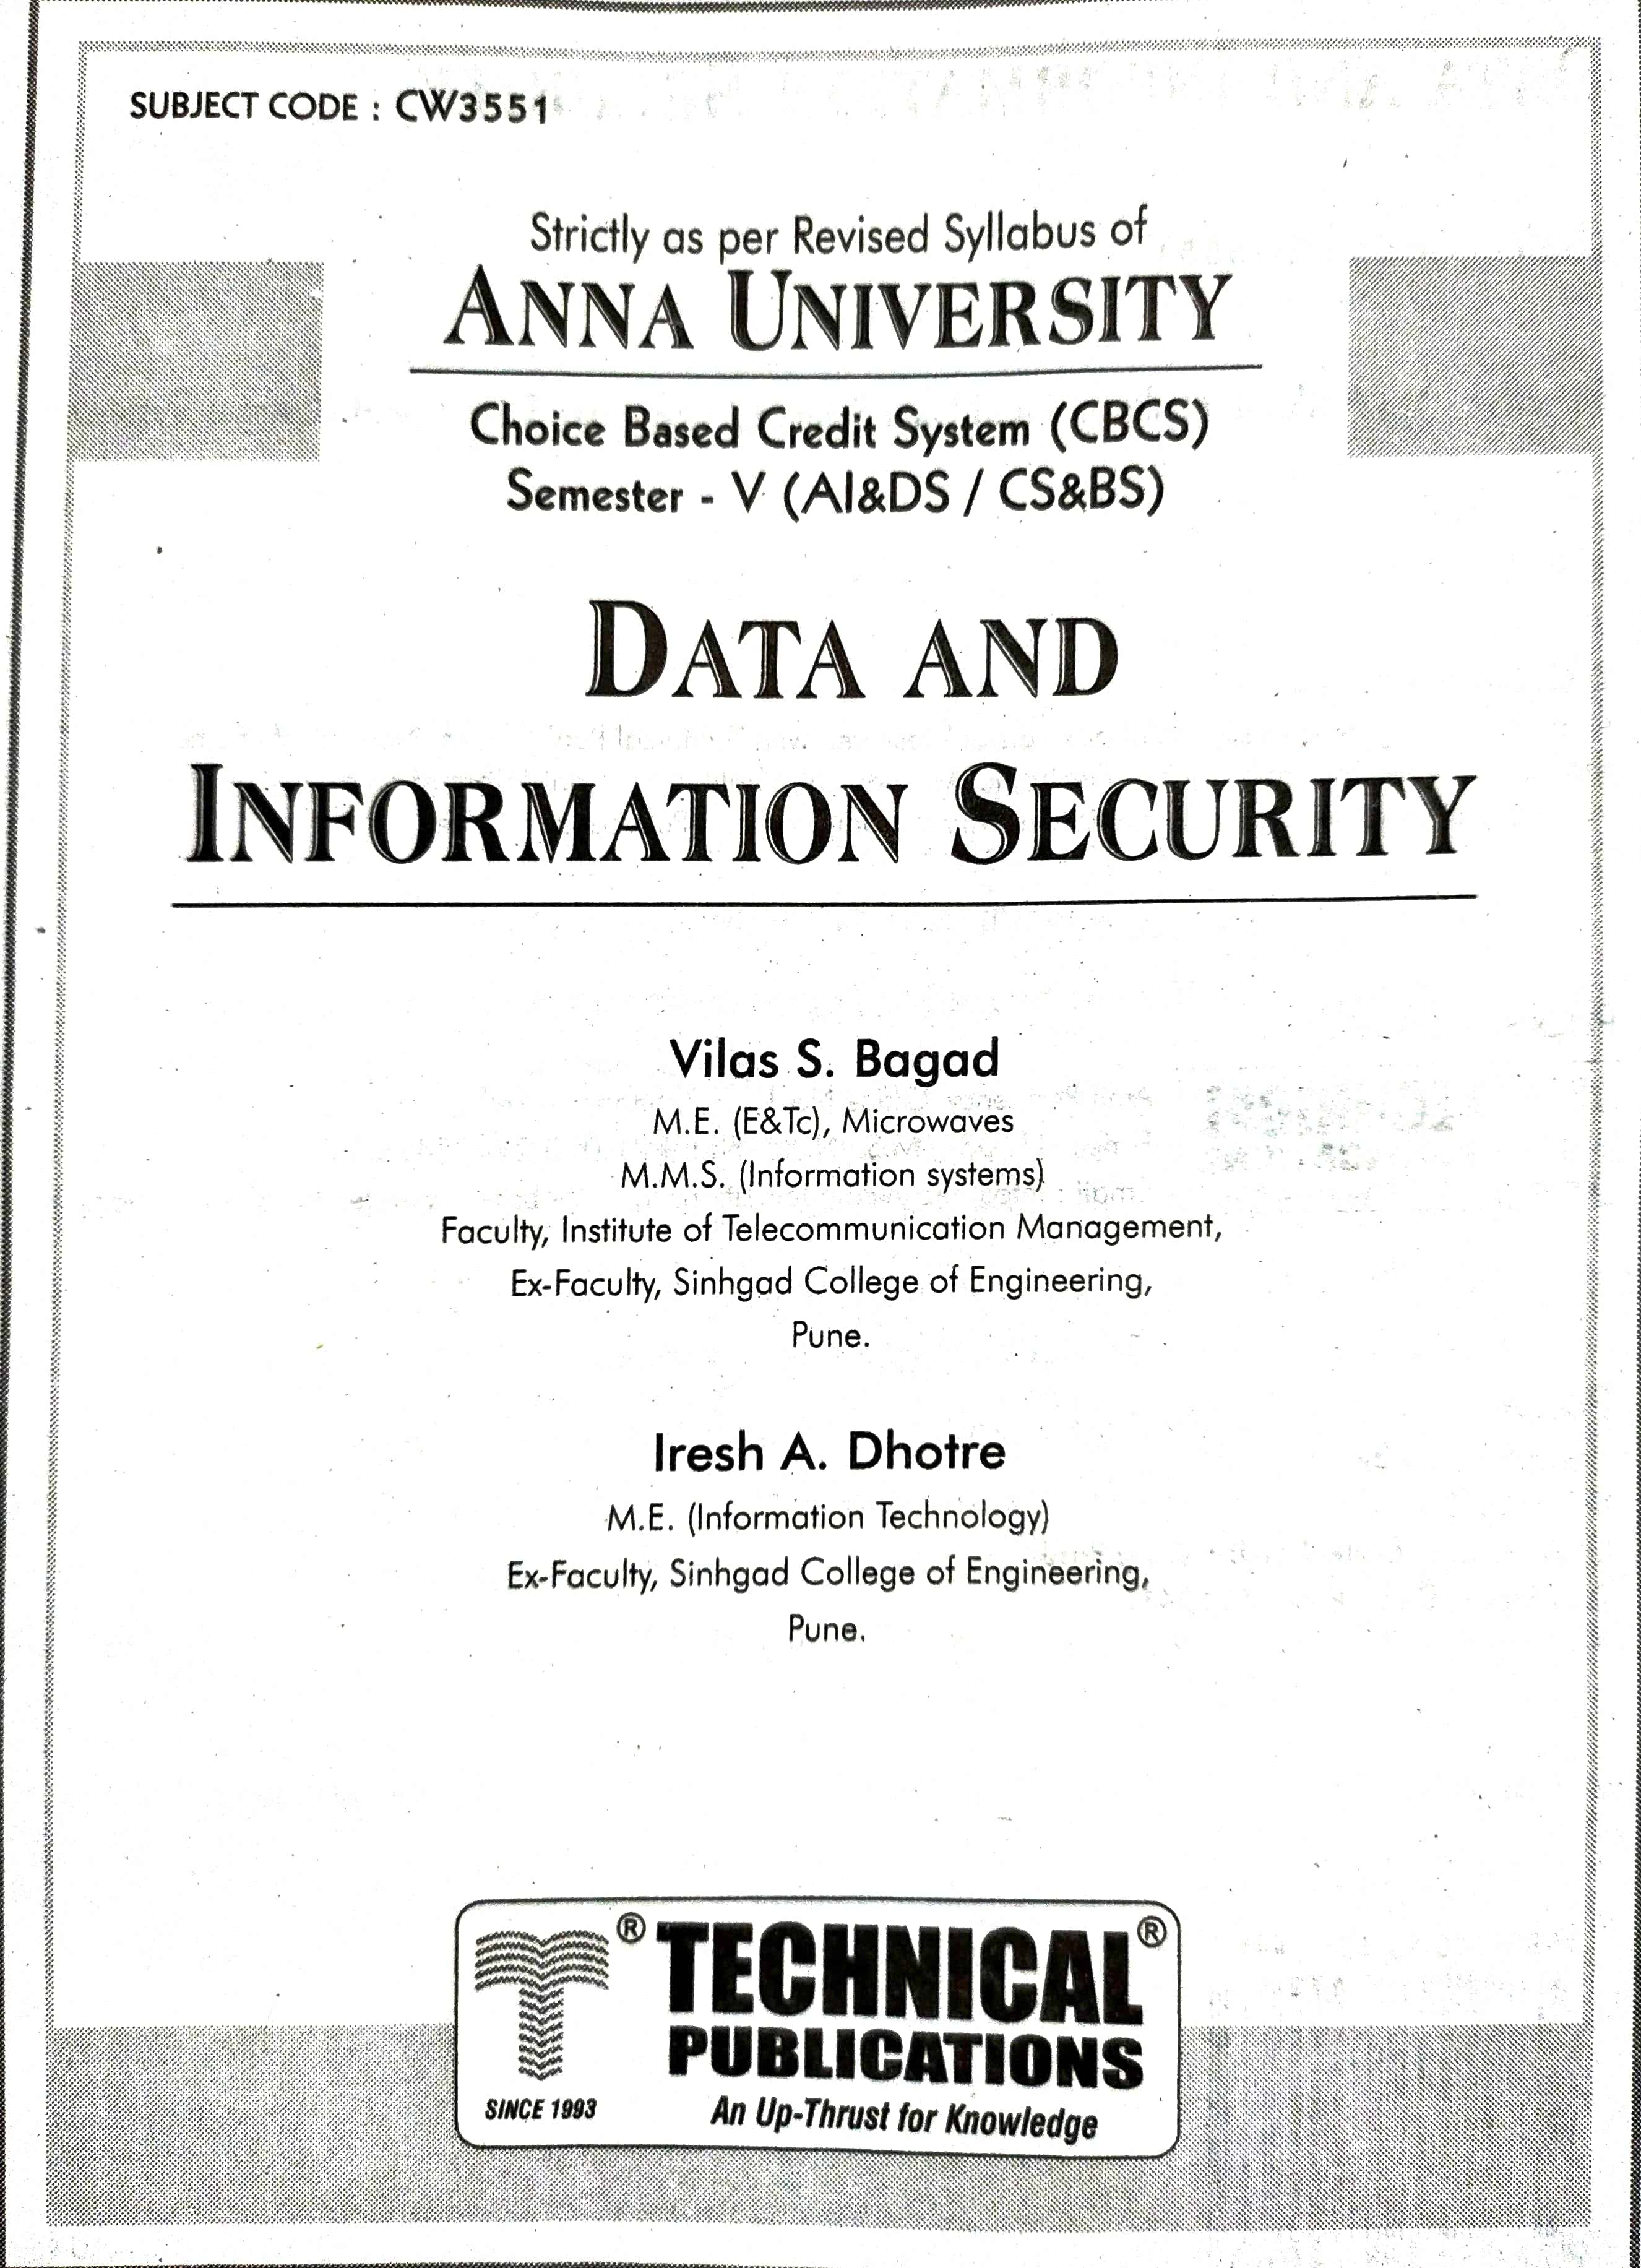 SUBJECT CODE : CW3551
Strictly as per Revised Syllabus of
ANNA UNIVERSITY
Choice Based Credit System (CBCS)
Semester - V (AI&DS / CS&BS)
DATA AND
INFORMATION SECURITY
Vilas S. Bagad
M.E. (E&Tc), Microwaves
M.M.S. (Information systems)
Faculty, Institute of Telecommunication Management,
Ex-Faculty, Sinhgad College of Engineering,
Pune.
Iresh A. Dhotre
M.E. (Information Technology)
Ex-Faculty, Sinhgad College of Engineering,
Pune.
® TECHNICAL®
PUBLICATIONS
SINCE 1993 An Up-Thrust for Knowledge